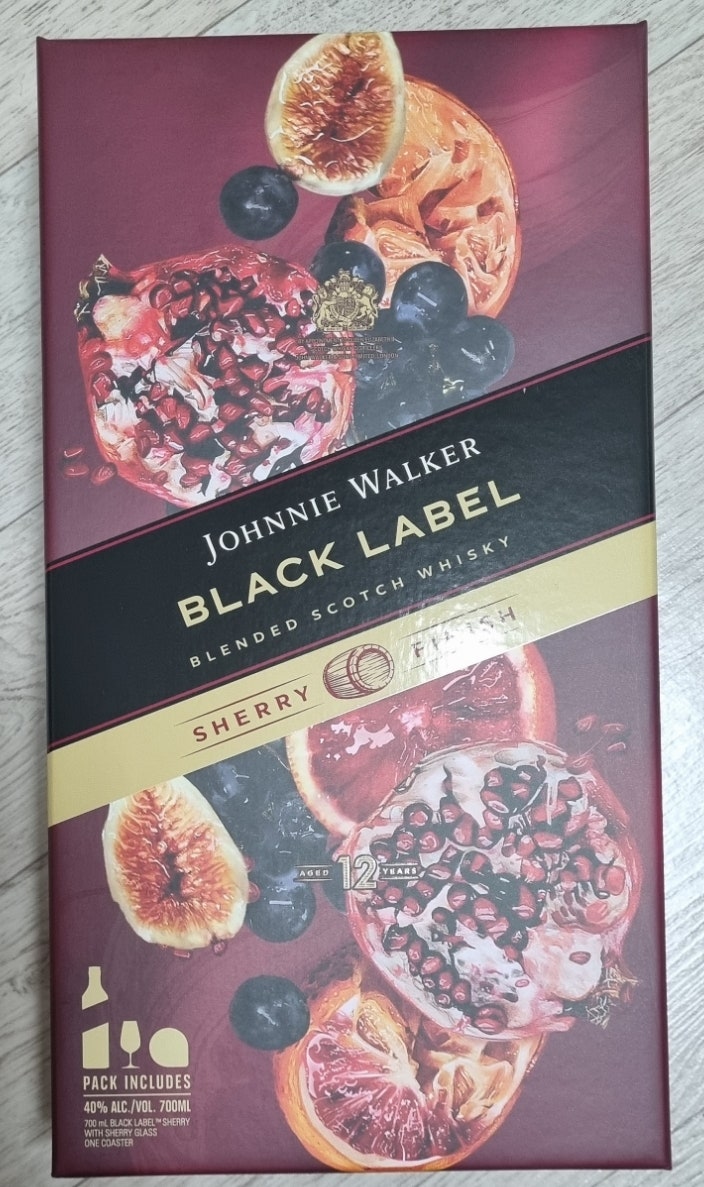 JOHNNIE WALKER
BLACK LABEL
BLENDED SCOTCH WHISKY
SHERRY FINISH
AGED 12 YEARS
PACK INCLUDES
40% ALC./VOL. 700ML
700 mL BLACK LABEL™ SHERRY
WITH SHERRY GLASS
ONE COASTER